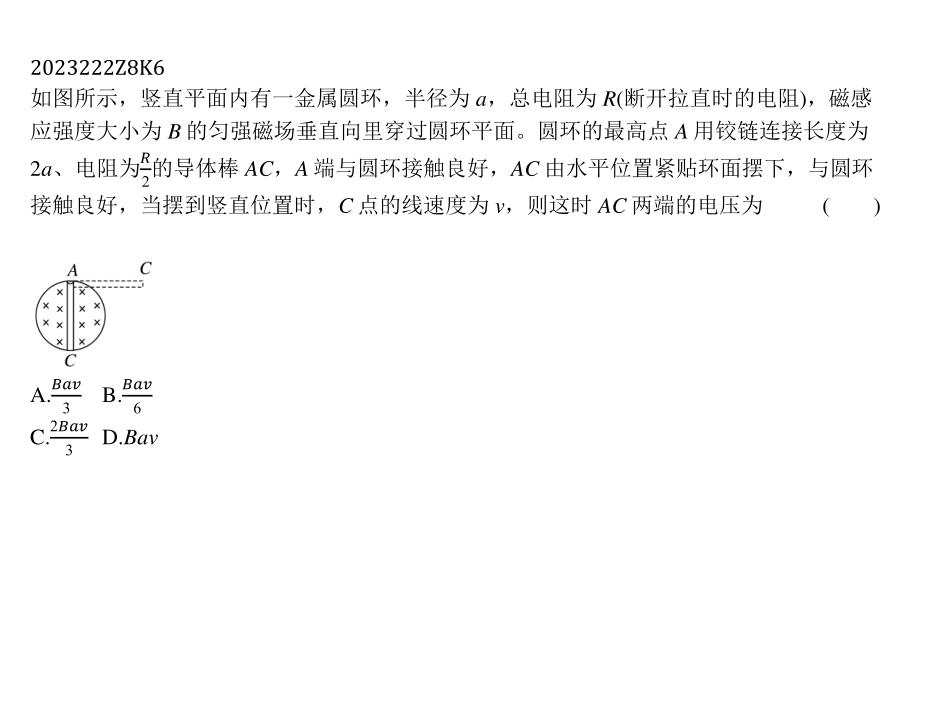 2023222Z8K6
如图所示，竖直平面内有一金属圆环，半径为 a，总电阻为 R(断开拉直时的电阻)，磁感
应强度大小为 B 的匀强磁场垂直向里穿过圆环平面。圆环的最高点 A 用铰链连接长度为
2a、电阻为\frac{R}{2}的导体棒 AC，A 端与圆环接触良好，AC 由水平位置紧贴环面摆下，与圆环
接触良好，当摆到竖直位置时，C 点的线速度为 v，则这时 AC 两端的电压为 ( )
A C
C
A.\frac{Bav}{3} B.\frac{Bav}{6}
C.\frac{2Bav}{3} D.Bav